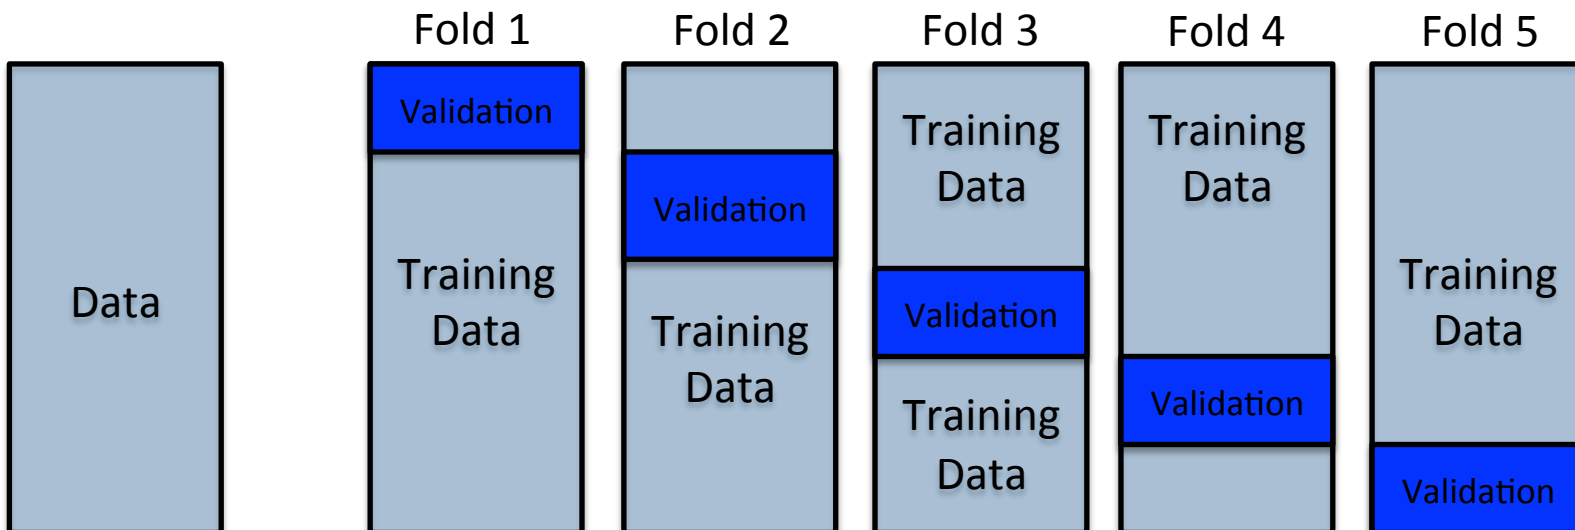 Fold 1
Fold 2
Fold 3
Fold 4
Fold 5
Data
Validation
Training
Data
Validation
Training
Data
Training
Data
Validation
Training
Data
Training
Data
Validation
Training
Data
Validation